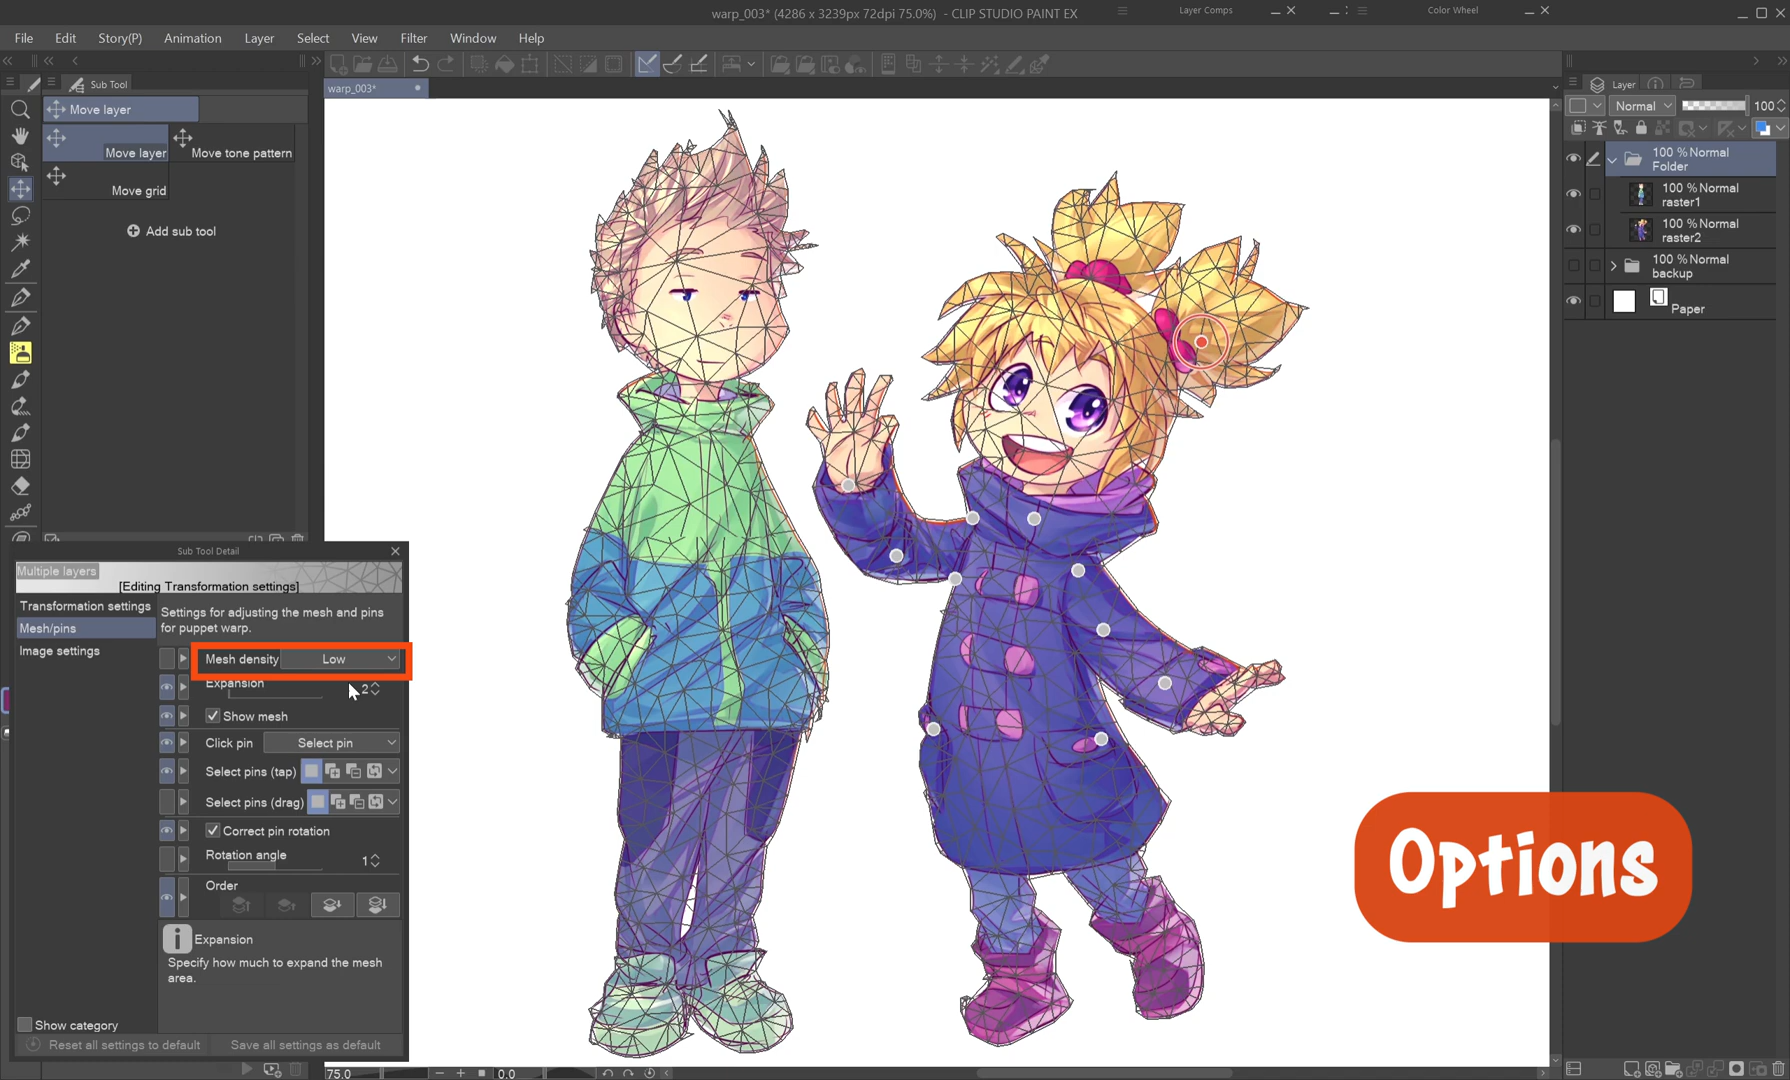 warp_003* (4286 x 3239px 72dpi 75.0%) - CLIP STUDIO PAINT EX
Layer Comps
Color Wheel
File Edit Story(P) Animation Layer Select View Filter Window Help
Sub Tool
warp_003*
Layer
Move layer
Normal 100
Move layer
Move tone pattern
Move grid
Add sub tool
100 % Normal
Folder
100 % Normal
raster1
100 % Normal
raster2
100 % Normal
backup
Paper
Sub Tool Detail
Multiple layers
[Editing Transformation settings]
Transformation settings
Mesh/pins
Image settings
Settings for adjusting the mesh and pins
for puppet warp.
Mesh density Low
Expansion 2
Show mesh
Click pin Select pin
Select pins (tap)
Select pins (drag)
Correct pin rotation
Rotation angle 1
Order
Expansion
Specify how much to expand the mesh
area.
Show category
Reset all settings to default Save all settings as default
75.0 0.0
Options